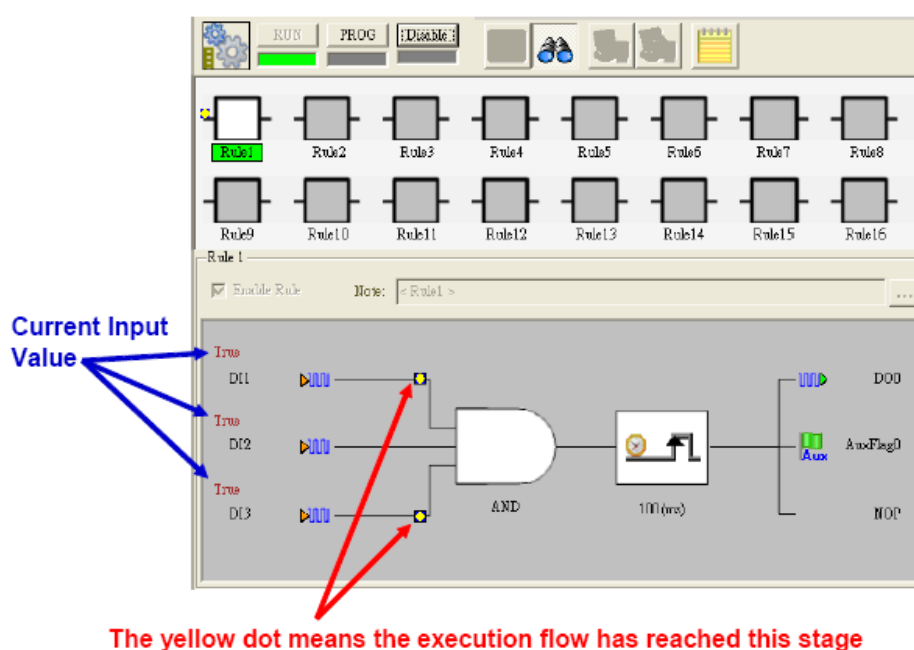 RUN PROG Disable
Rule1 Rule2 Rule3 Rule4 Rule5 Rule6 Rule7 Rule8
Rule9 Rule10 Rule11 Rule12 Rule13 Rule14 Rule15 Rule16
Rule 1
Enable Rule Note: < Rule1 > ...
Current Input
Value
True
DI1 DO0
True
DI2 Aux AuxFlag0
True
DI3 AND 100 (ms) NOP
The yellow dot means the execution flow has reached this stage